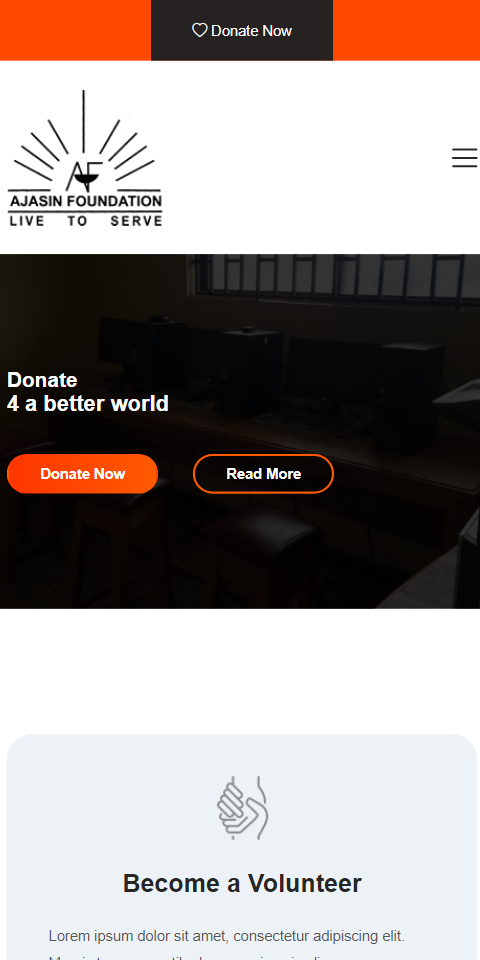 Donate Now
AF
AJASIN FOUNDATION
LIVE TO SERVE
Donate
4 a better world
Donate Now
Read More
Become a Volunteer
Lorem ipsum dolor sit amet, consectetur adipiscing elit.